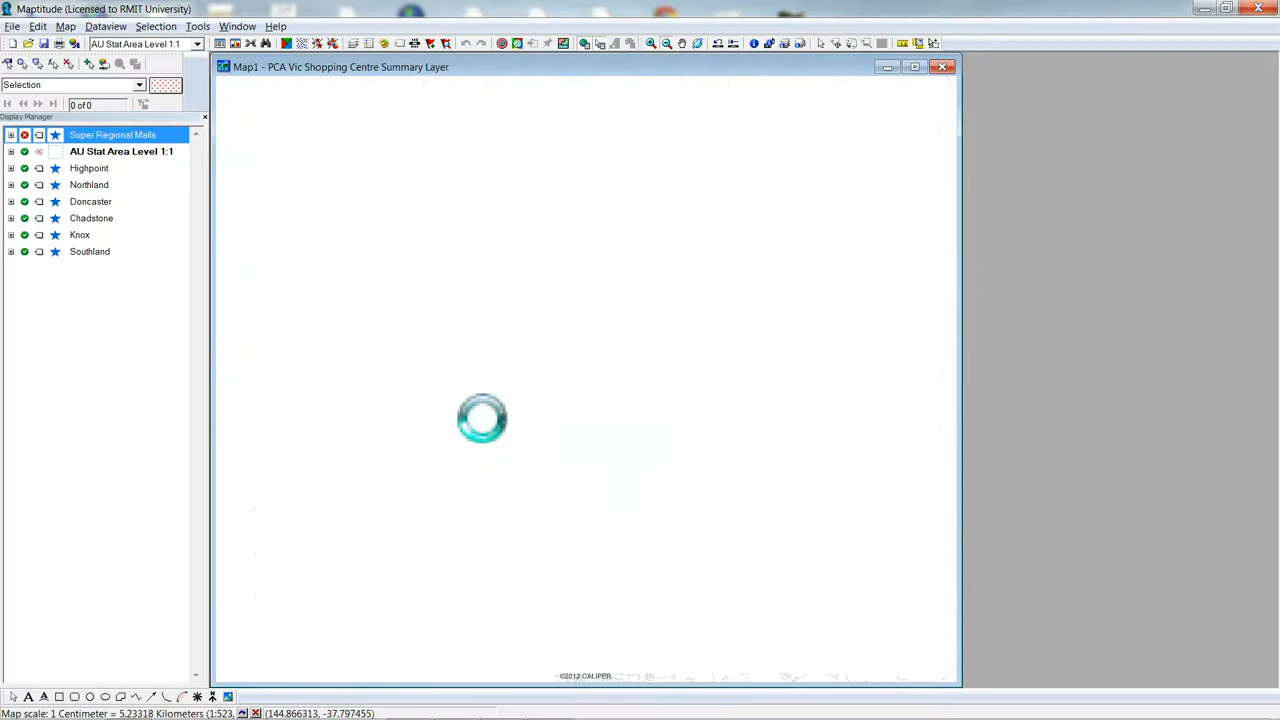 Maptitude (Licensed to RMIT University)
File Edit Map Dataview Selection Tools Window Help
AU Stat Area Level 1:1
Map1 - PCA Vic Shopping Centre Summary Layer
Selection
0 of 0
Display Manager
Super Regional Malls
AU Stat Area Level 1:1
Highpoint
Northland
Doncaster
Chadstone
Knox
Southland
©2012 CALIPER
Map scale: 1 Centimeter = 5.23318 Kilometers (1:523, (144.866313, -37.797455)